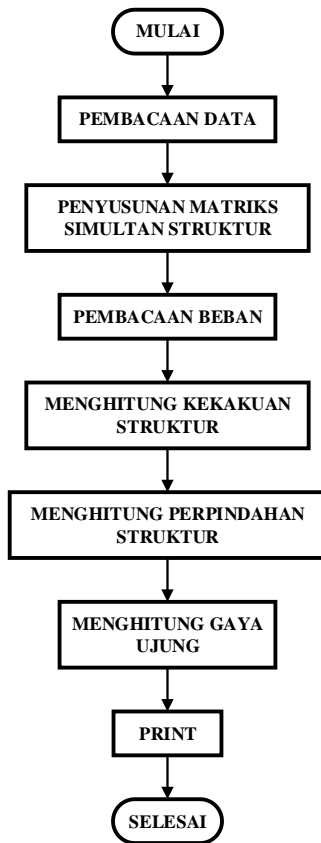 MULAI
PEMBACAAN DATA
PENYUSUNAN MATRIKS
SIMULTAN STRUKTUR
PEMBACAAN BEBAN
MENGHITUNG KEKAKUAN
STRUKTUR
MENGHITUNG PERPINDAHAN
STRUKTUR
MENGHITUNG GAYA
UJUNG
PRINT
SELESAI